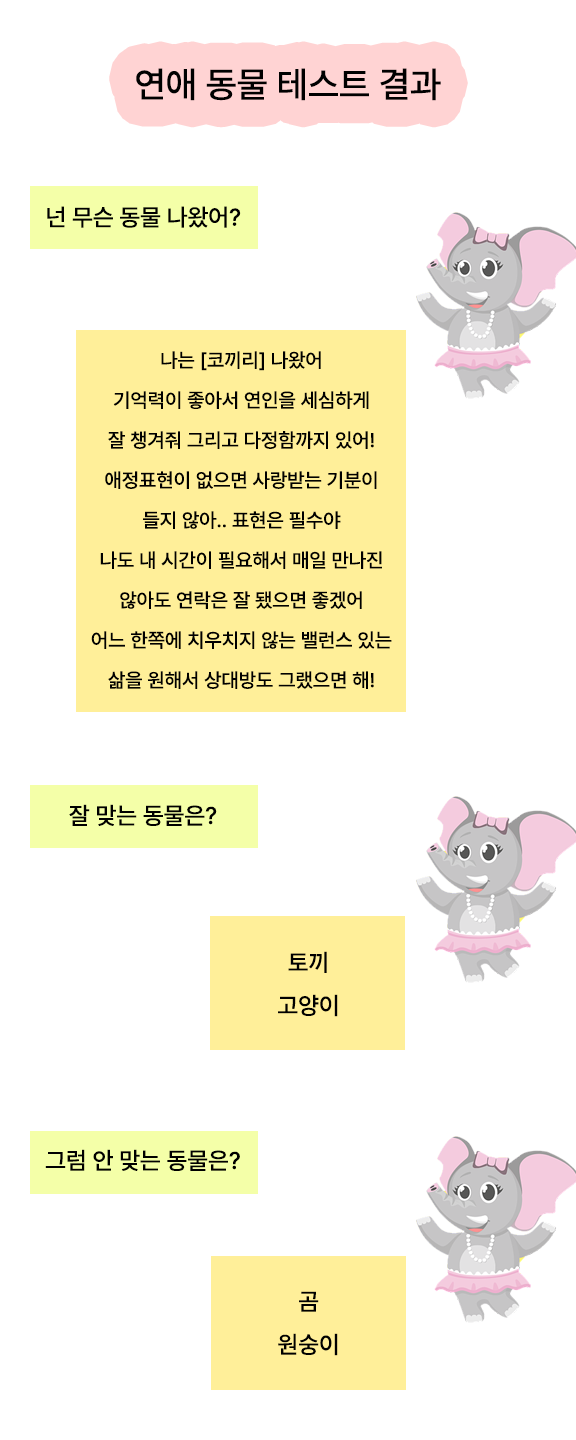 연애 동물 테스트 결과
넌 무슨 동물 나왔어?
나는 [코끼리] 나왔어
기억력이 좋아서 연인을 세심하게
잘 챙겨줘 그리고 다정함까지 있어!
애정표현이 없으면 사랑받는 기분이
들지 않아.. 표현은 필수야
나도 내 시간이 필요해서 매일 만나진
않아도 연락은 잘 됐으면 좋겠어
어느 한쪽에 치우치지 않는 밸런스 있는
삶을 원해서 상대방도 그랬으면 해!
잘 맞는 동물은?
토끼
고양이
그럼 안 맞는 동물은?
곰
원숭이